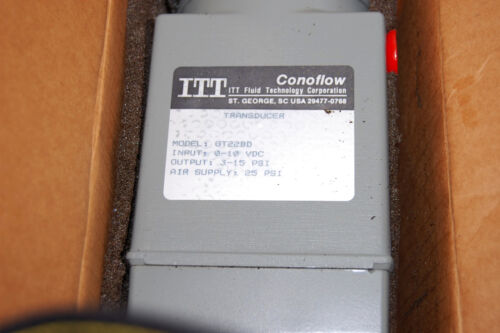 Conoflow
ITT ITT Fluid Technology Corporation
ST. GEORGE, SC USA 29477-0768
TRANSDUCER
MODEL: GT22BD
INPUT: 0-10 VDC
OUTPUT: 3-15 PSI
AIR SUPPLY: 25 PSI